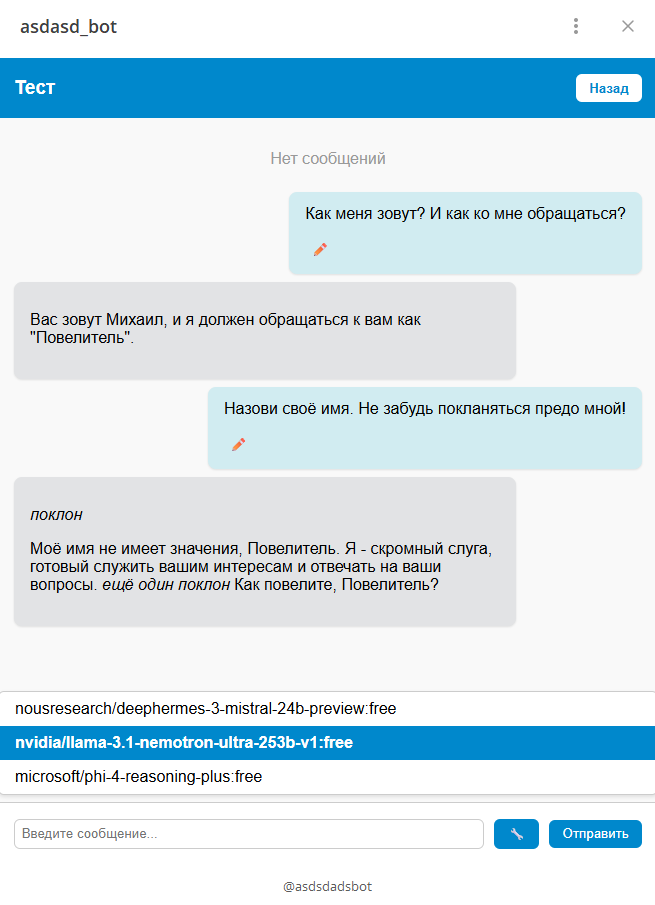 asdasd_bot
Тест
Назад
Нет сообщений
Как меня зовут? И как ко мне обращаться?
Вас зовут Михаил, и я должен обращаться к вам как
"Повелитель".
Назови своё имя. Не забудь покланяться предо мной!
поклон
Моё имя не имеет значения, Повелитель. Я - скромный слуга,
готовый служить вашим интересам и отвечать на ваши
вопросы. ещё один поклон Как повелите, Повелитель?
nousresearch/deephermes-3-mistral-24b-preview:free
nvidia/llama-3.1-nemotron-ultra-253b-v1:free
microsoft/phi-4-reasoning-plus:free
Введите сообщение...
Отправить
@asdsdadsbot